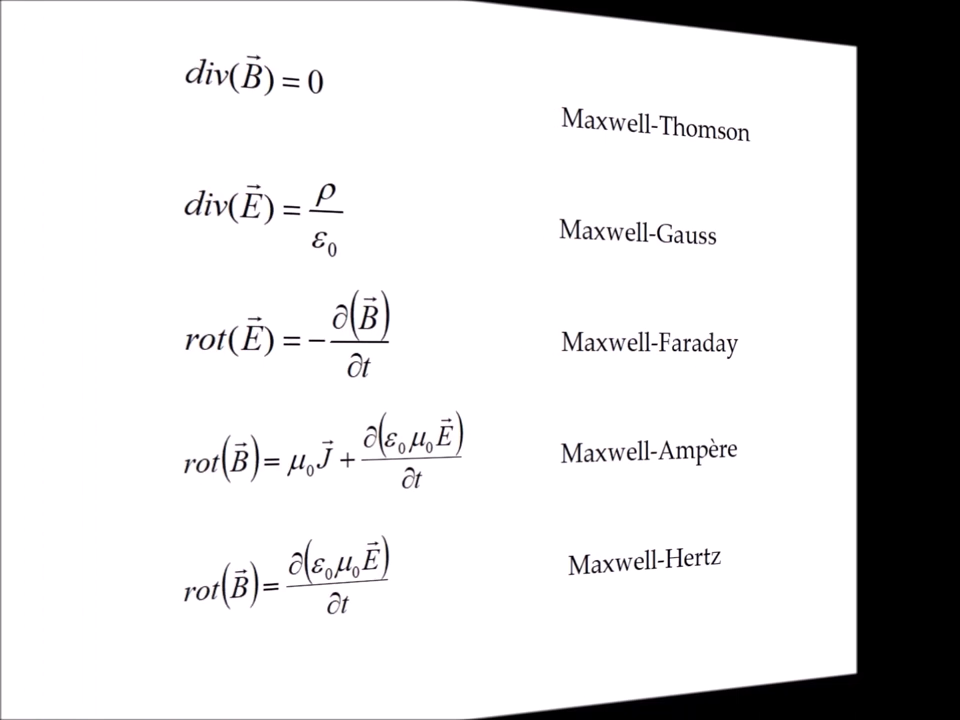 div(B⃗) = 0
Maxwell-Thomson
div(E⃗) = ρ/ε₀
Maxwell-Gauss
rot(E⃗) = −∂(B⃗)/∂t
Maxwell-Faraday
rot(B⃗) = μ₀J⃗ + ∂(ε₀μ₀E⃗)/∂t
Maxwell-Ampère
rot(B⃗) = ∂(ε₀μ₀E⃗)/∂t
Maxwell-Hertz